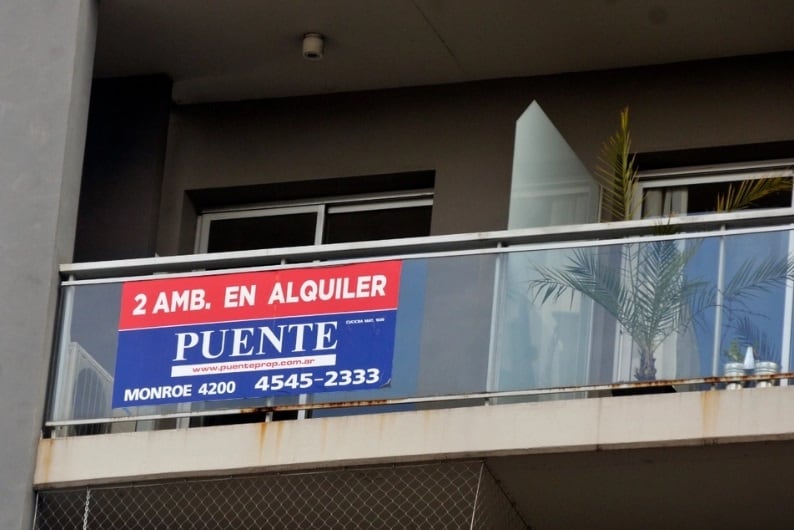 2 AMB. EN ALQUILER
PUENTE
www.puenteprop.com.ar
MONROE 4200 4545-2333